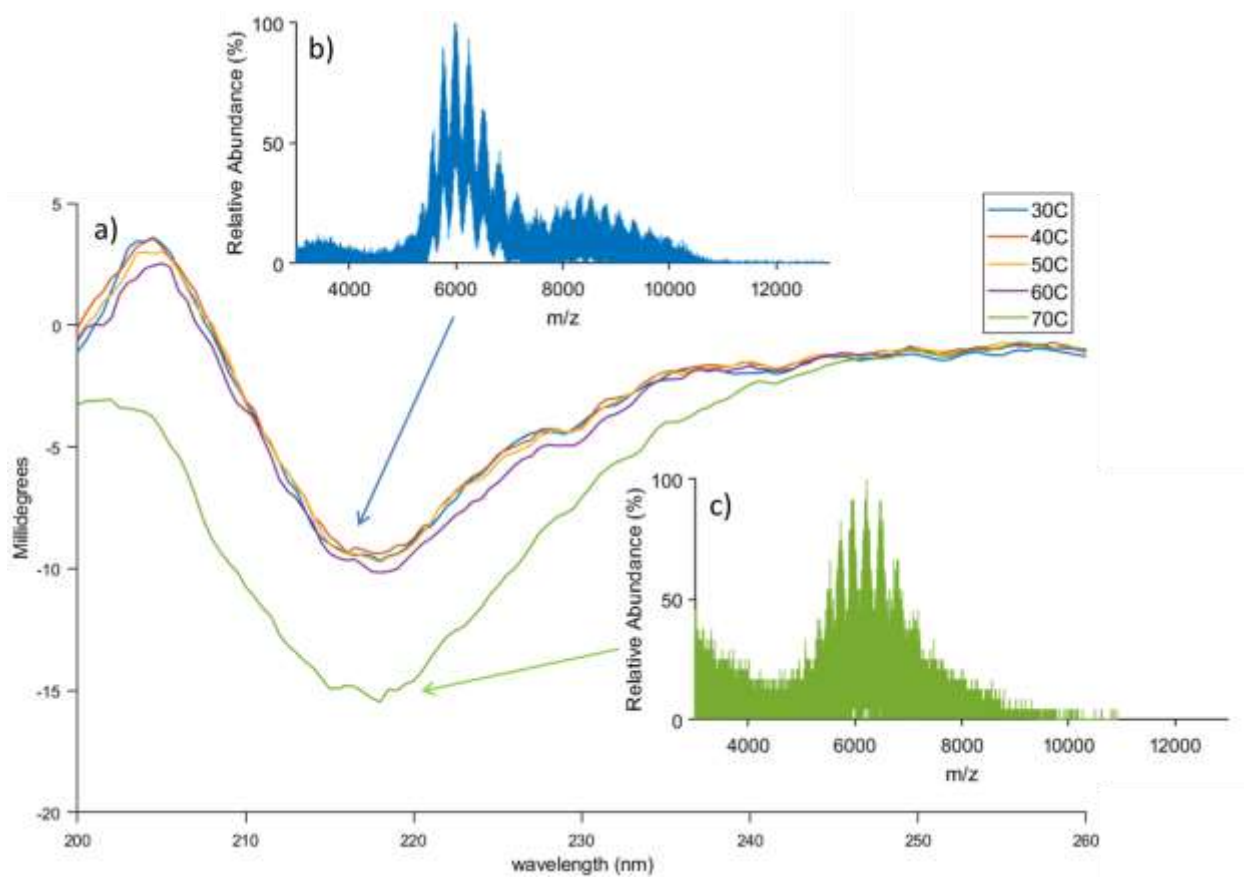 b)
Relative Abundance (%)
100
50
0
4000 6000 8000 10000 12000
m/z
a)
5
0
-5
-10
-15
-20
Millidegrees
200 210 220 230 240 250 260
wavelength (nm)
30C
40C
50C
60C
70C
c)
Relative Abundance (%)
100
50
0
4000 6000 8000 10000 12000
m/z